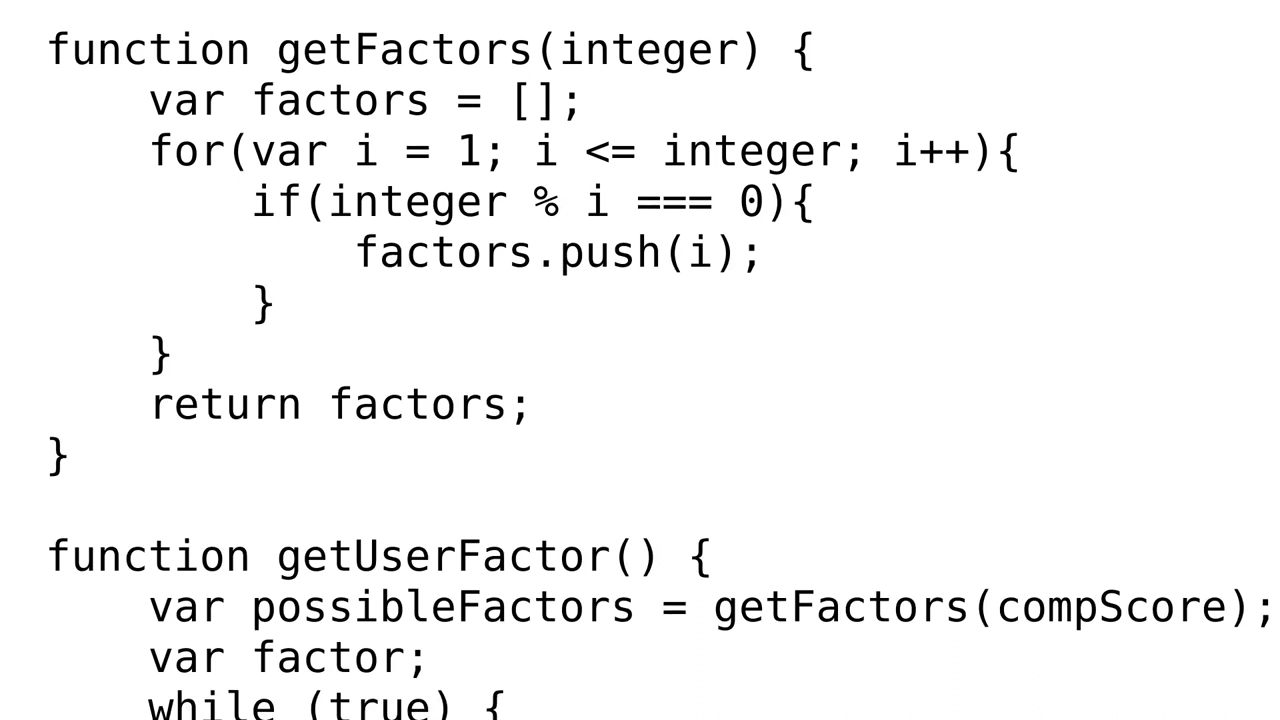 function getFactors(integer) {
    var factors = [];
    for(var i = 1; i <= integer; i++){
        if(integer % i === 0){
            factors.push(i);
        }
    }
    return factors;
}

function getUserFactor() {
    var possibleFactors = getFactors(compScore);
    var factor;
    while (true) {